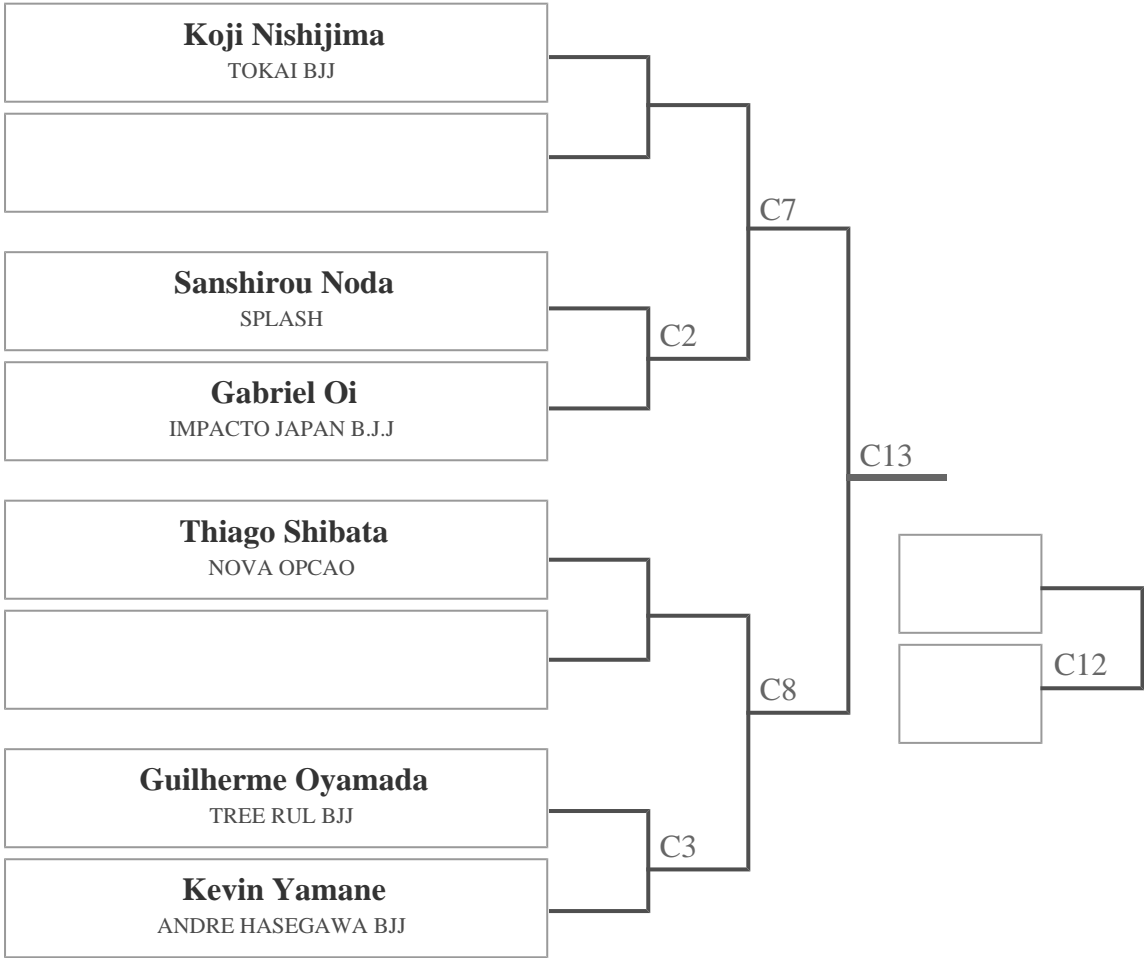 Koji Nishijima
TOKAI BJJ
C7
Sanshirou Noda
SPLASH
C2
Gabriel Oi
IMPACTO JAPAN B.J.J
C13
Thiago Shibata
NOVA OPCAO
C12
C8
Guilherme Oyamada
TREE RUL BJJ
C3
Kevin Yamane
ANDRE HASEGAWA BJJ